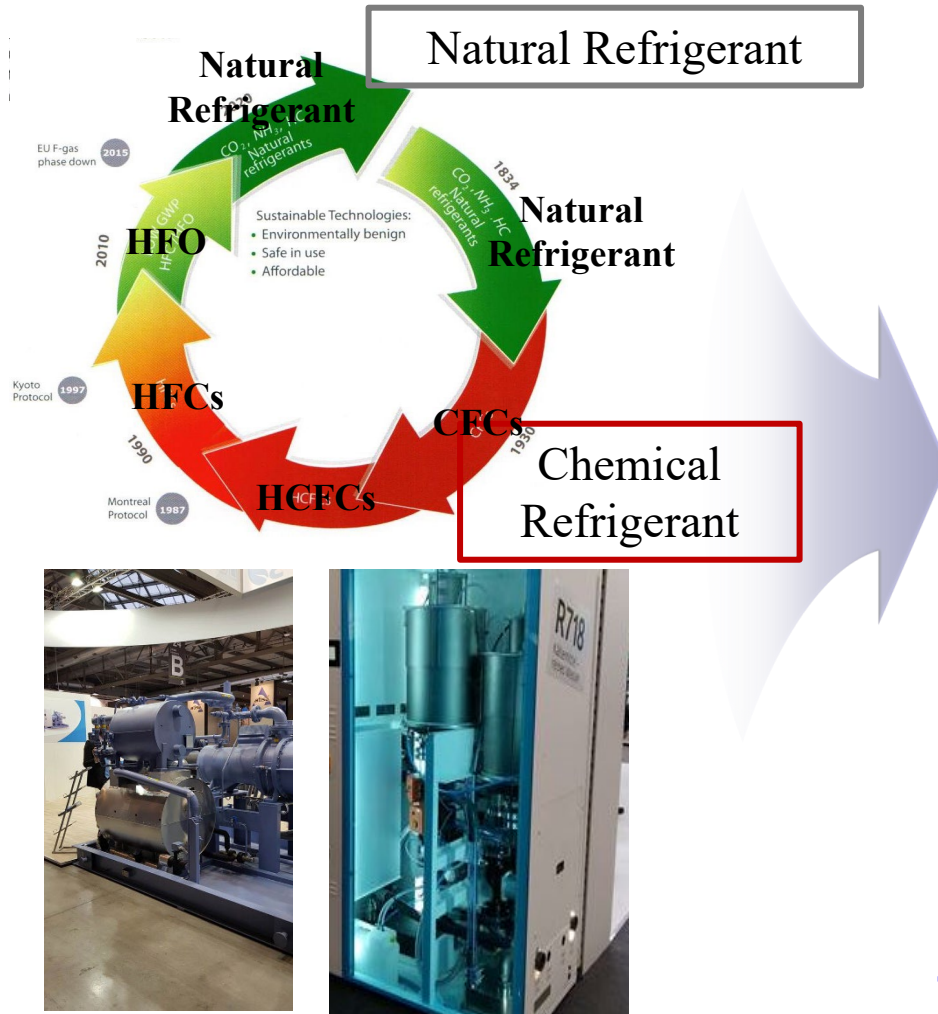 Natural Refrigerant
Natural
Refrigerant
2020
CO2, NH3, HC
Natural
refrigerants
EU F-gas
phase down
2015
1834
CO2, NH3, HC
Natural
refrigerants
Natural
Refrigerant
Sustainable Technologies:
• Environmentally benign
• Safe in use
• Affordable
HFO
2010
Kyoto
Protocol
1997
HFCs
1990
CFCs
1930
Chemical
Refrigerant
HCFCs
HCFCs
Montreal
Protocol
1987
B
R718